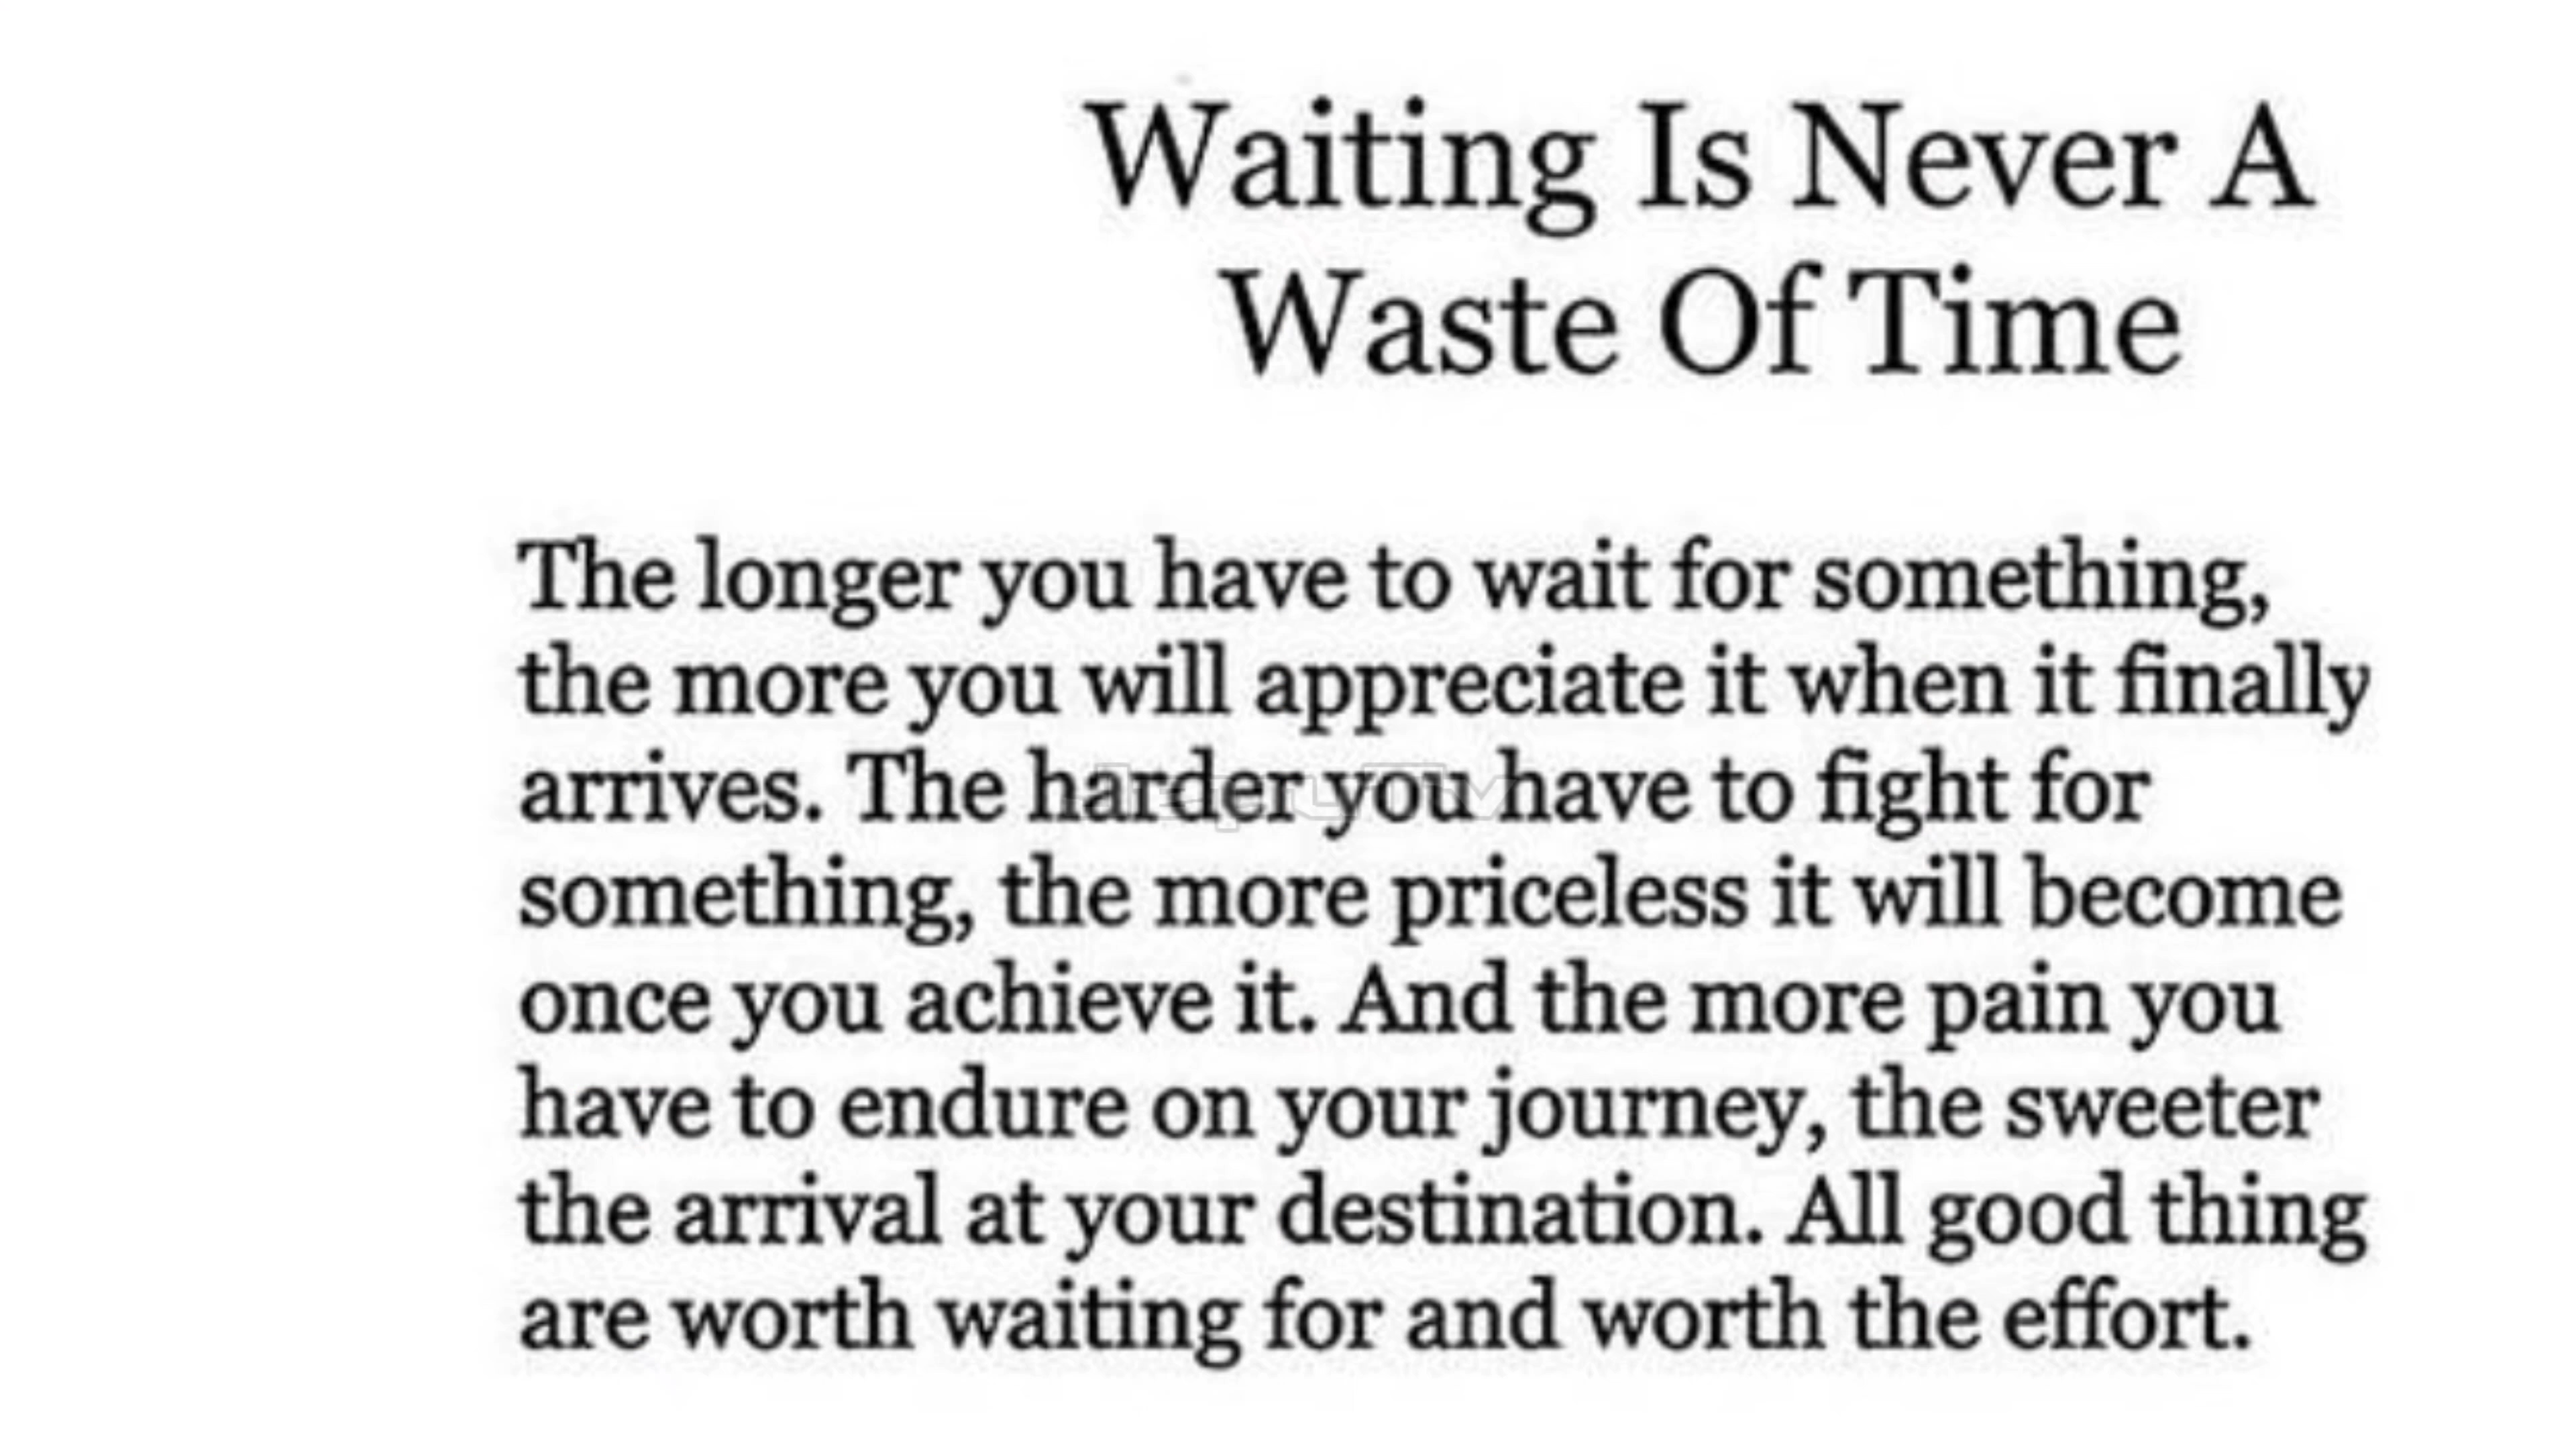 Waiting Is Never A
Waste Of Time
The longer you have to wait for something,
the more you will appreciate it when it finally
arrives. The harder you have to fight for
something, the more priceless it will become
once you achieve it. And the more pain you
have to endure on your journey, the sweeter
the arrival at your destination. All good thing
are worth waiting for and worth the effort.